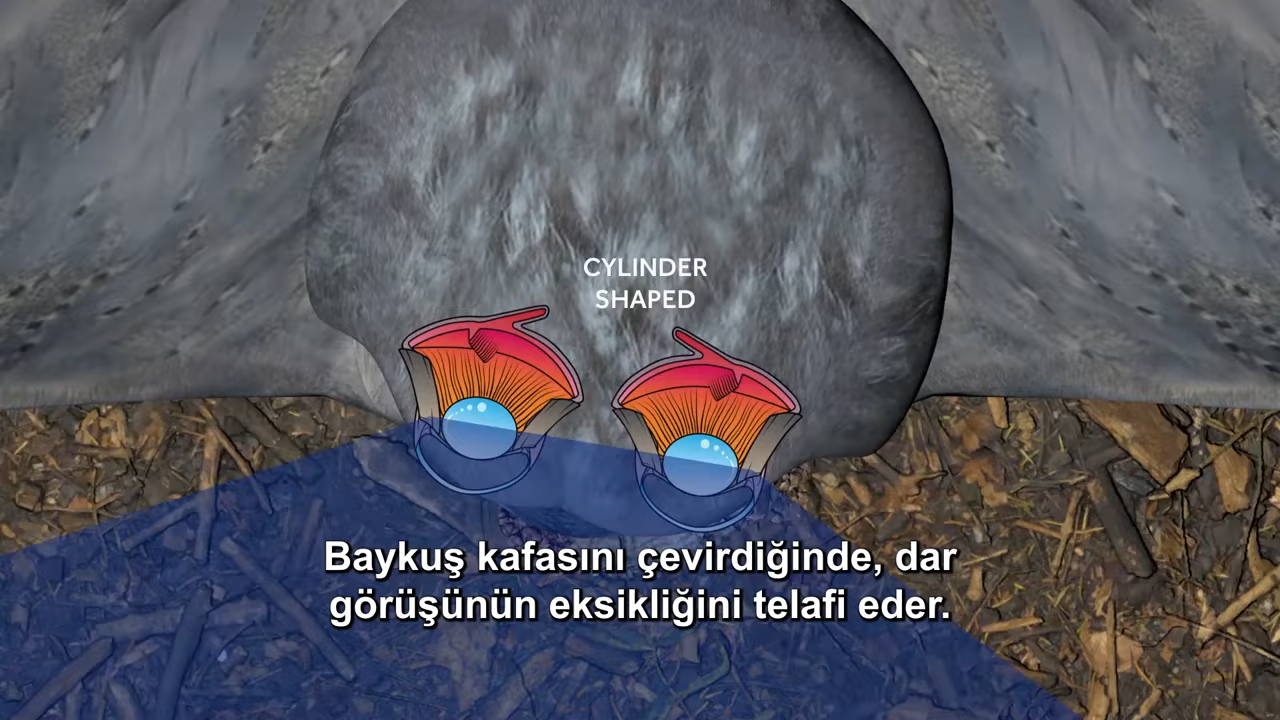 CYLINDER
SHAPED
Baykuş kafasını çevirdiğinde, dar
görüşünün eksikliğini telafi eder.